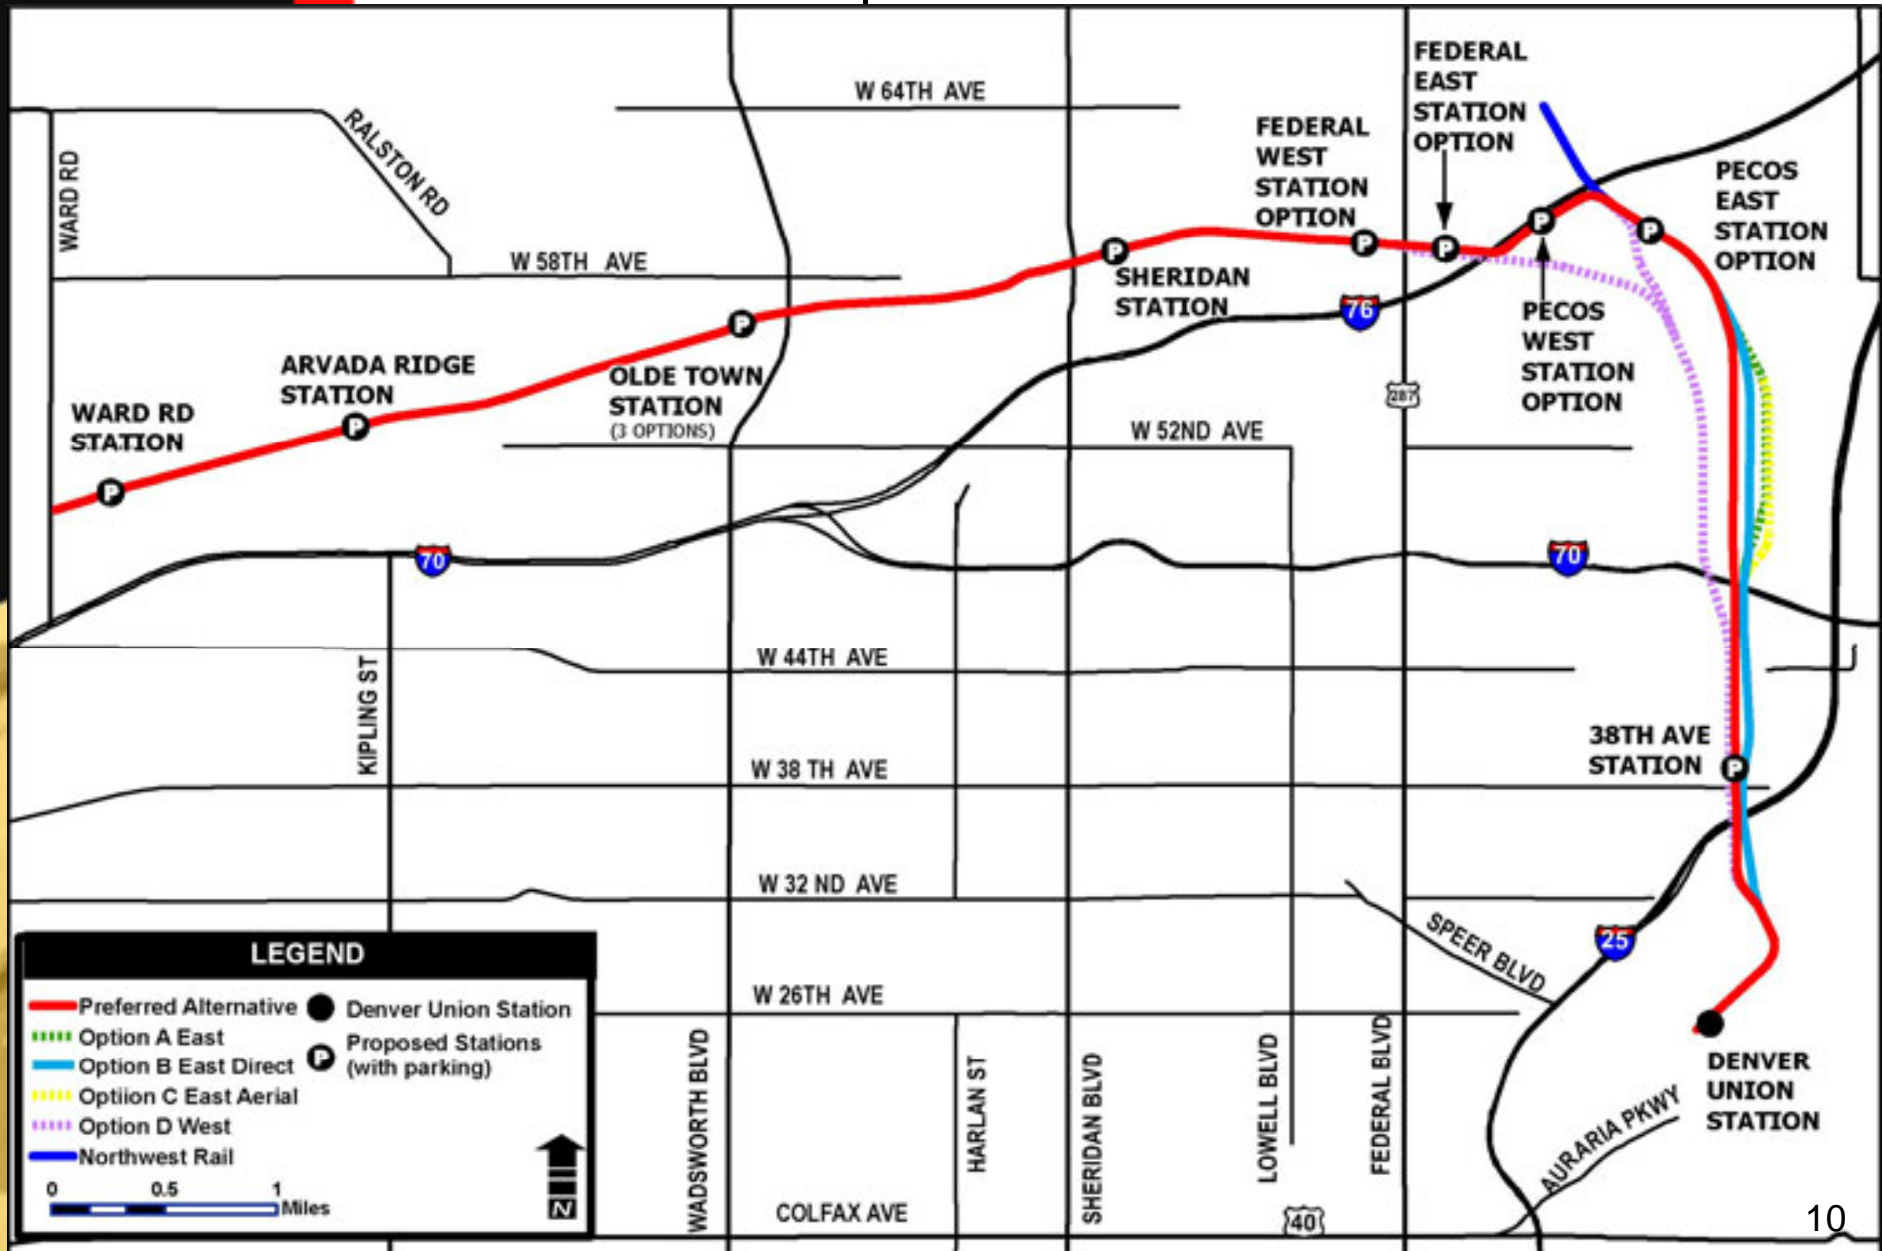 W 64TH AVE
FEDERAL
EAST
STATION
OPTION
FEDERAL
WEST
STATION
OPTION
RALSTON RD
WARD RD
PECOS
EAST
STATION
OPTION
W 58TH AVE
SHERIDAN
STATION
76
PECOS
WEST
STATION
OPTION
ARVADA RIDGE
STATION
OLDE TOWN
STATION
(3 OPTIONS)
287
WARD RD
STATION
W 52ND AVE
70
70
W 44TH AVE
KIPLING ST
38TH AVE
STATION
W 38 TH AVE
W 32 ND AVE
SPEER BLVD
25
W 26TH AVE
WADSWORTH BLVD
HARLAN ST
SHERIDAN BLVD
LOWELL BLVD
FEDERAL BLVD
DENVER
UNION
STATION
AURARIA PKWY
COLFAX AVE
40
LEGEND
Preferred Alternative
Option A East
Option B East Direct
Optiion C East Aerial
Option D West
Northwest Rail
Denver Union Station
P Proposed Stations
(with parking)
0 0.5 1
Miles
N
P
P
P
P
P
P
P
P
P
10